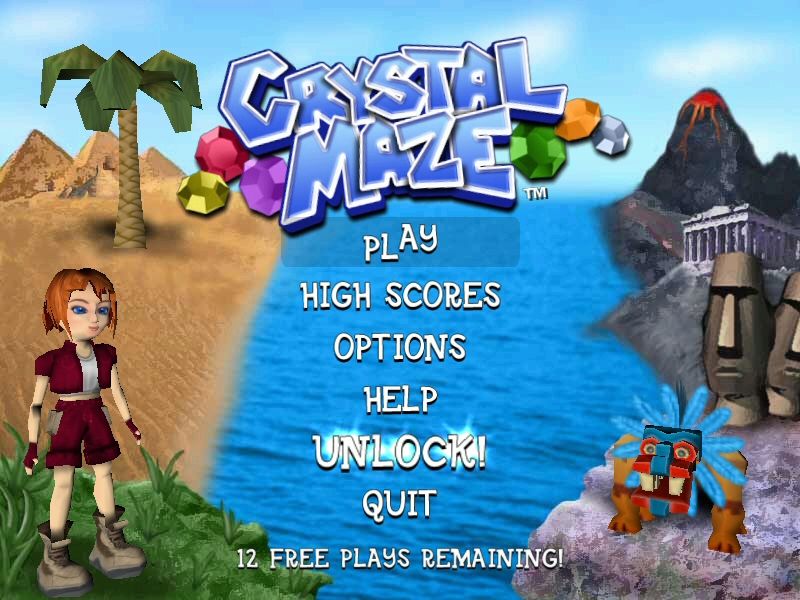 CRYSTAL
MAZE
TM
PLAY
HIGH SCORES
OPTIONS
HELP
UNLOCK!
QUIT
12 FREE PLAYS REMAINING!